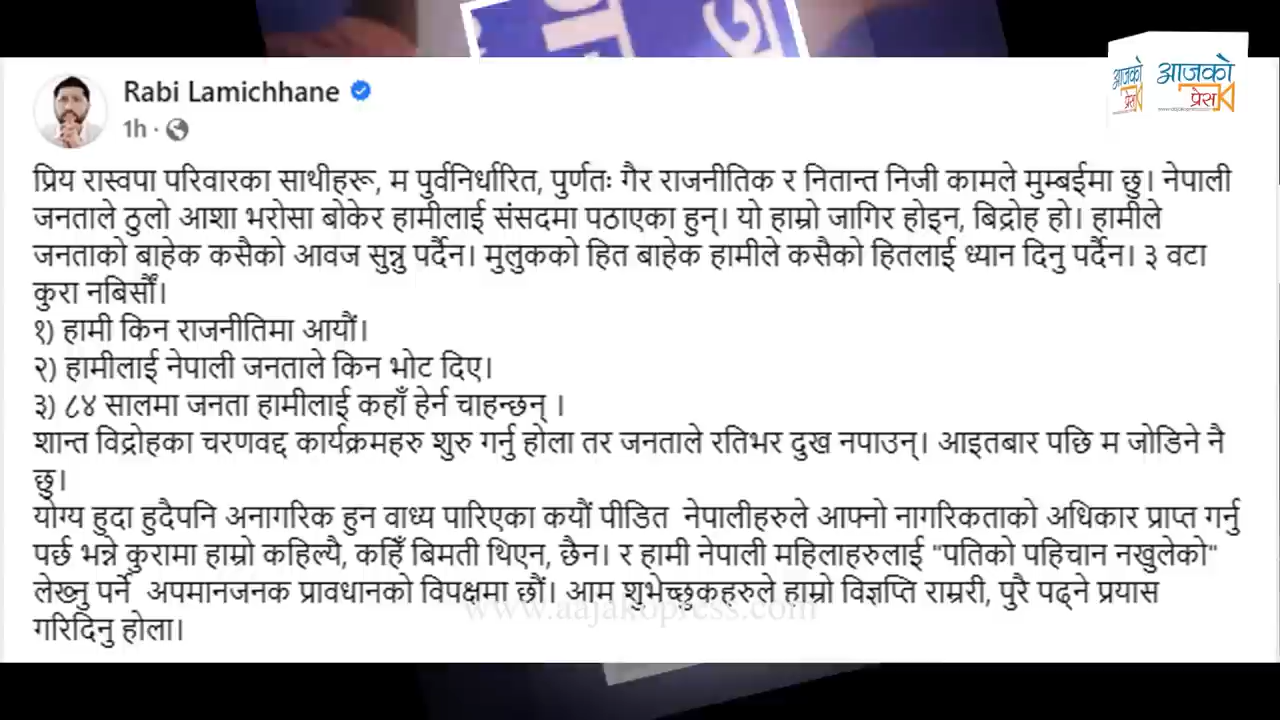 आजको
प्रेस
आजको
प्रेस
Rabi Lamichhane
1h ·
प्रिय रास्वपा परिवारका साथीहरू, म पुर्वनिर्धारित, पुर्णतः गैर राजनीतिक र नितान्त निजी कामले मुम्बईमा छु। नेपाली
जनताले ठुलो आशा भरोसा बोकेर हामीलाई संसदमा पठाएका हुन्। यो हाम्रो जागिर होइन, बिद्रोह हो। हामीले
जनताको बाहेक कसैको आवज सुन्नु पर्दैन। मुलुकको हित बाहेक हामीले कसैको हितलाई ध्यान दिनु पर्दैन। ३ वटा
कुरा नबिर्सौं।
१) हामी किन राजनीतिमा आयौं।
२) हामीलाई नेपाली जनताले किन भोट दिए।
३) ८४ सालमा जनता हामीलाई कहाँ हेर्न चाहन्छन् ।
शान्त विद्रोहका चरणवद्द कार्यक्रमहरु शुरु गर्नु होला तर जनताले रतिभर दुख नपाउन्। आइतबार पछि म जोडिने नै
छु।
योग्य हुदा हुदैपनि अनागरिक हुन वाध्य पारिएका कयौं पीडित नेपालीहरुले आफ्नो नागरिकताको अधिकार प्राप्त गर्नु
पर्छ भन्ने कुरामा हाम्रो कहिल्यै, कहिँ बिमती थिएन, छैन। र हामी नेपाली महिलाहरुलाई "पतिको पहिचान नखुलेको"
लेख्नु पर्ने अपमानजनक प्रावधानको विपक्षमा छौं। आम शुभेच्छुकहरुले हाम्रो विज्ञप्ति राम्ररी, पुरै पढ्ने प्रयास
www.aajakopress.com
गरिदिनु होला।